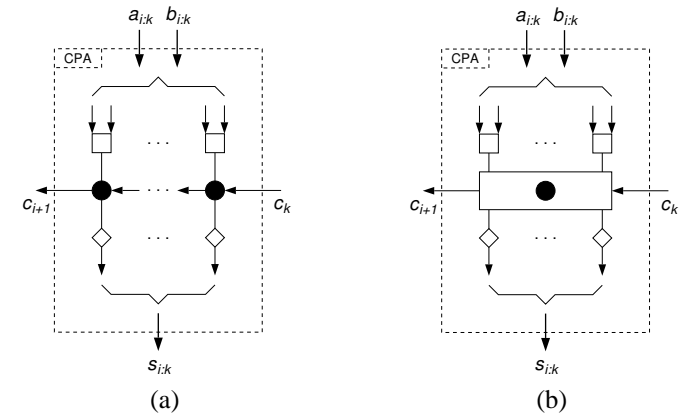 a_{i:k} b_{i:k} a_{i:k} b_{i:k}
CPA CPA
. . . . . .
. . .
c_{i+1} c_k c_{i+1} c_k
. . . . . .
s_{i:k} s_{i:k}
(a) (b)